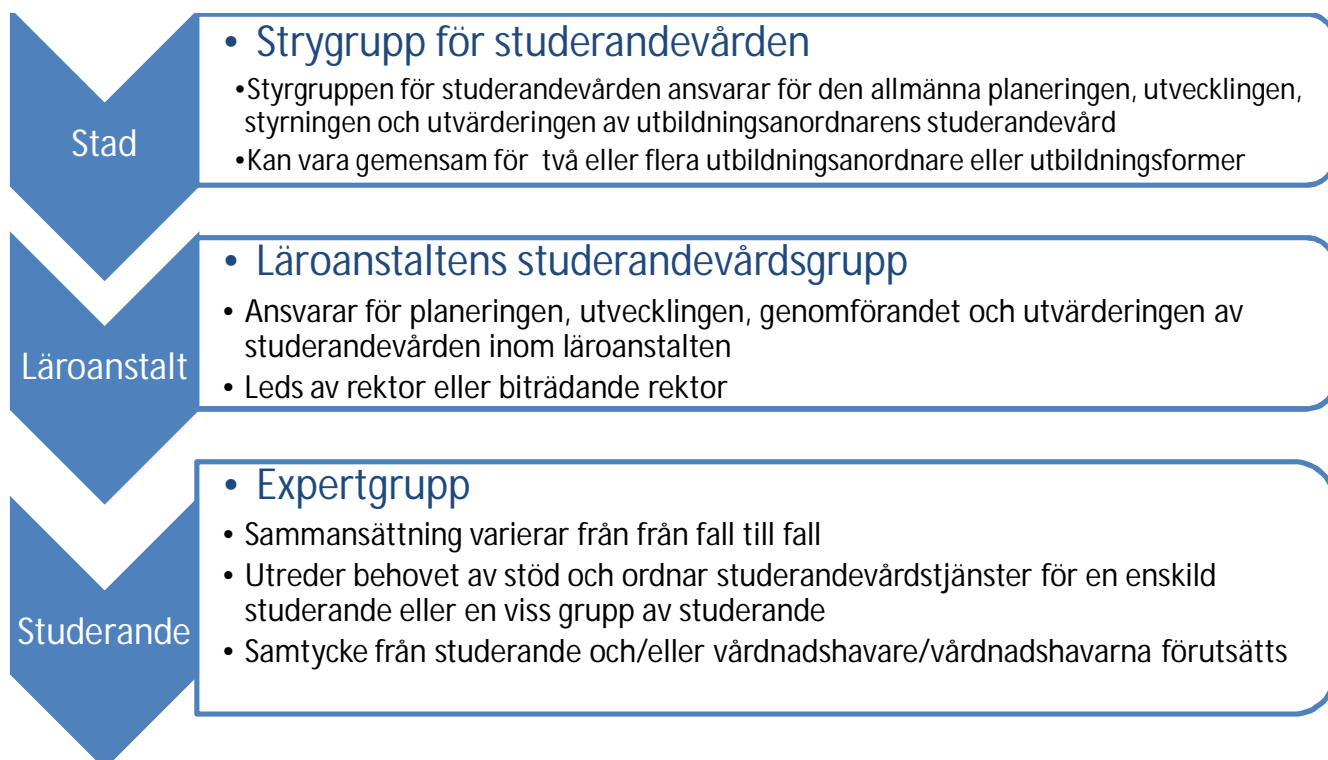 Stad
• Strygrupp för studerandevården
•Styrgruppen för studerandevården ansvarar för den allmänna planeringen, utvecklingen,
styrningen och utvärderingen av utbildningsanordnarens studerandevård
•Kan vara gemensam för två eller flera utbildningsanordnare eller utbildningsformer
Läroanstalt
• Läroanstaltens studerandevårdsgrupp
• Ansvarar för planeringen, utvecklingen, genomförandet och utvärderingen av
studerandevården inom läroanstalten
• Leds av rektor eller biträdande rektor
Studerande
• Expertgrupp
• Sammansättning varierar från från fall till fall
• Utreder behovet av stöd och ordnar studerandevårdstjänster för en enskild
studerande eller en viss grupp av studerande
• Samtycke från studerande och/eller vårdnadshavare/vårdnadshavarna förutsätts